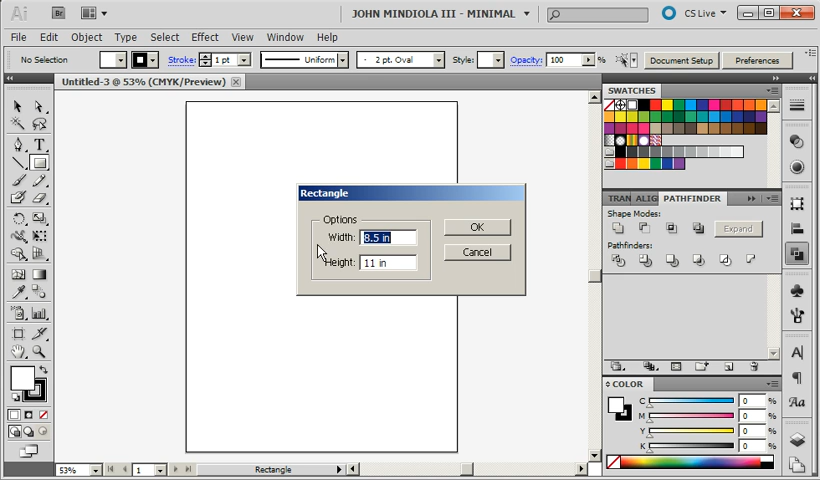 Ai Br JOHN MINDIOLA III - MINIMAL CS Live
File Edit Object Type Select Effect View Window Help
No Selection Stroke: 1 pt Uniform 2 pt. Oval Style: Opacity: 100 % Document Setup Preferences
Untitled-3 @ 53% (CMYK/Preview)
SWATCHES
Rectangle
Options
Width: 8.5 in
Height: 11 in
OK
Cancel
TRAN ALIG PATHFINDER
Shape Modes:
Expand
Pathfinders:
COLOR
C 0 %
M 0 %
Y 0 %
K 0 %
53% 1 Rectangle